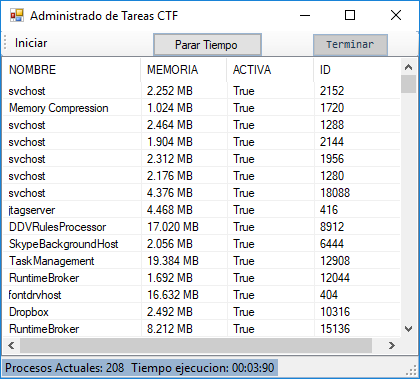 Administrado de Tareas CTF
Iniciar Parar Tiempo Terminar
NOMBRE MEMORIA ACTIVA ID
svchost 2.252 MB True 2152
Memory Compression 1.024 MB True 1720
svchost 2.464 MB True 1288
svchost 1.904 MB True 2144
svchost 2.312 MB True 1956
svchost 2.176 MB True 1280
svchost 4.376 MB True 18088
jtagserver 4.468 MB True 416
DDVRulesProcessor 17.020 MB True 8912
SkypeBackgroundHost 2.056 MB True 6444
TaskManagement 19.384 MB True 12908
RuntimeBroker 1.692 MB True 12044
fontdrvhost 16.632 MB True 404
Dropbox 2.492 MB True 10316
RuntimeBroker 8.212 MB True 15136
Procesos Actuales: 208 Tiempo ejecucion: 00:03:90